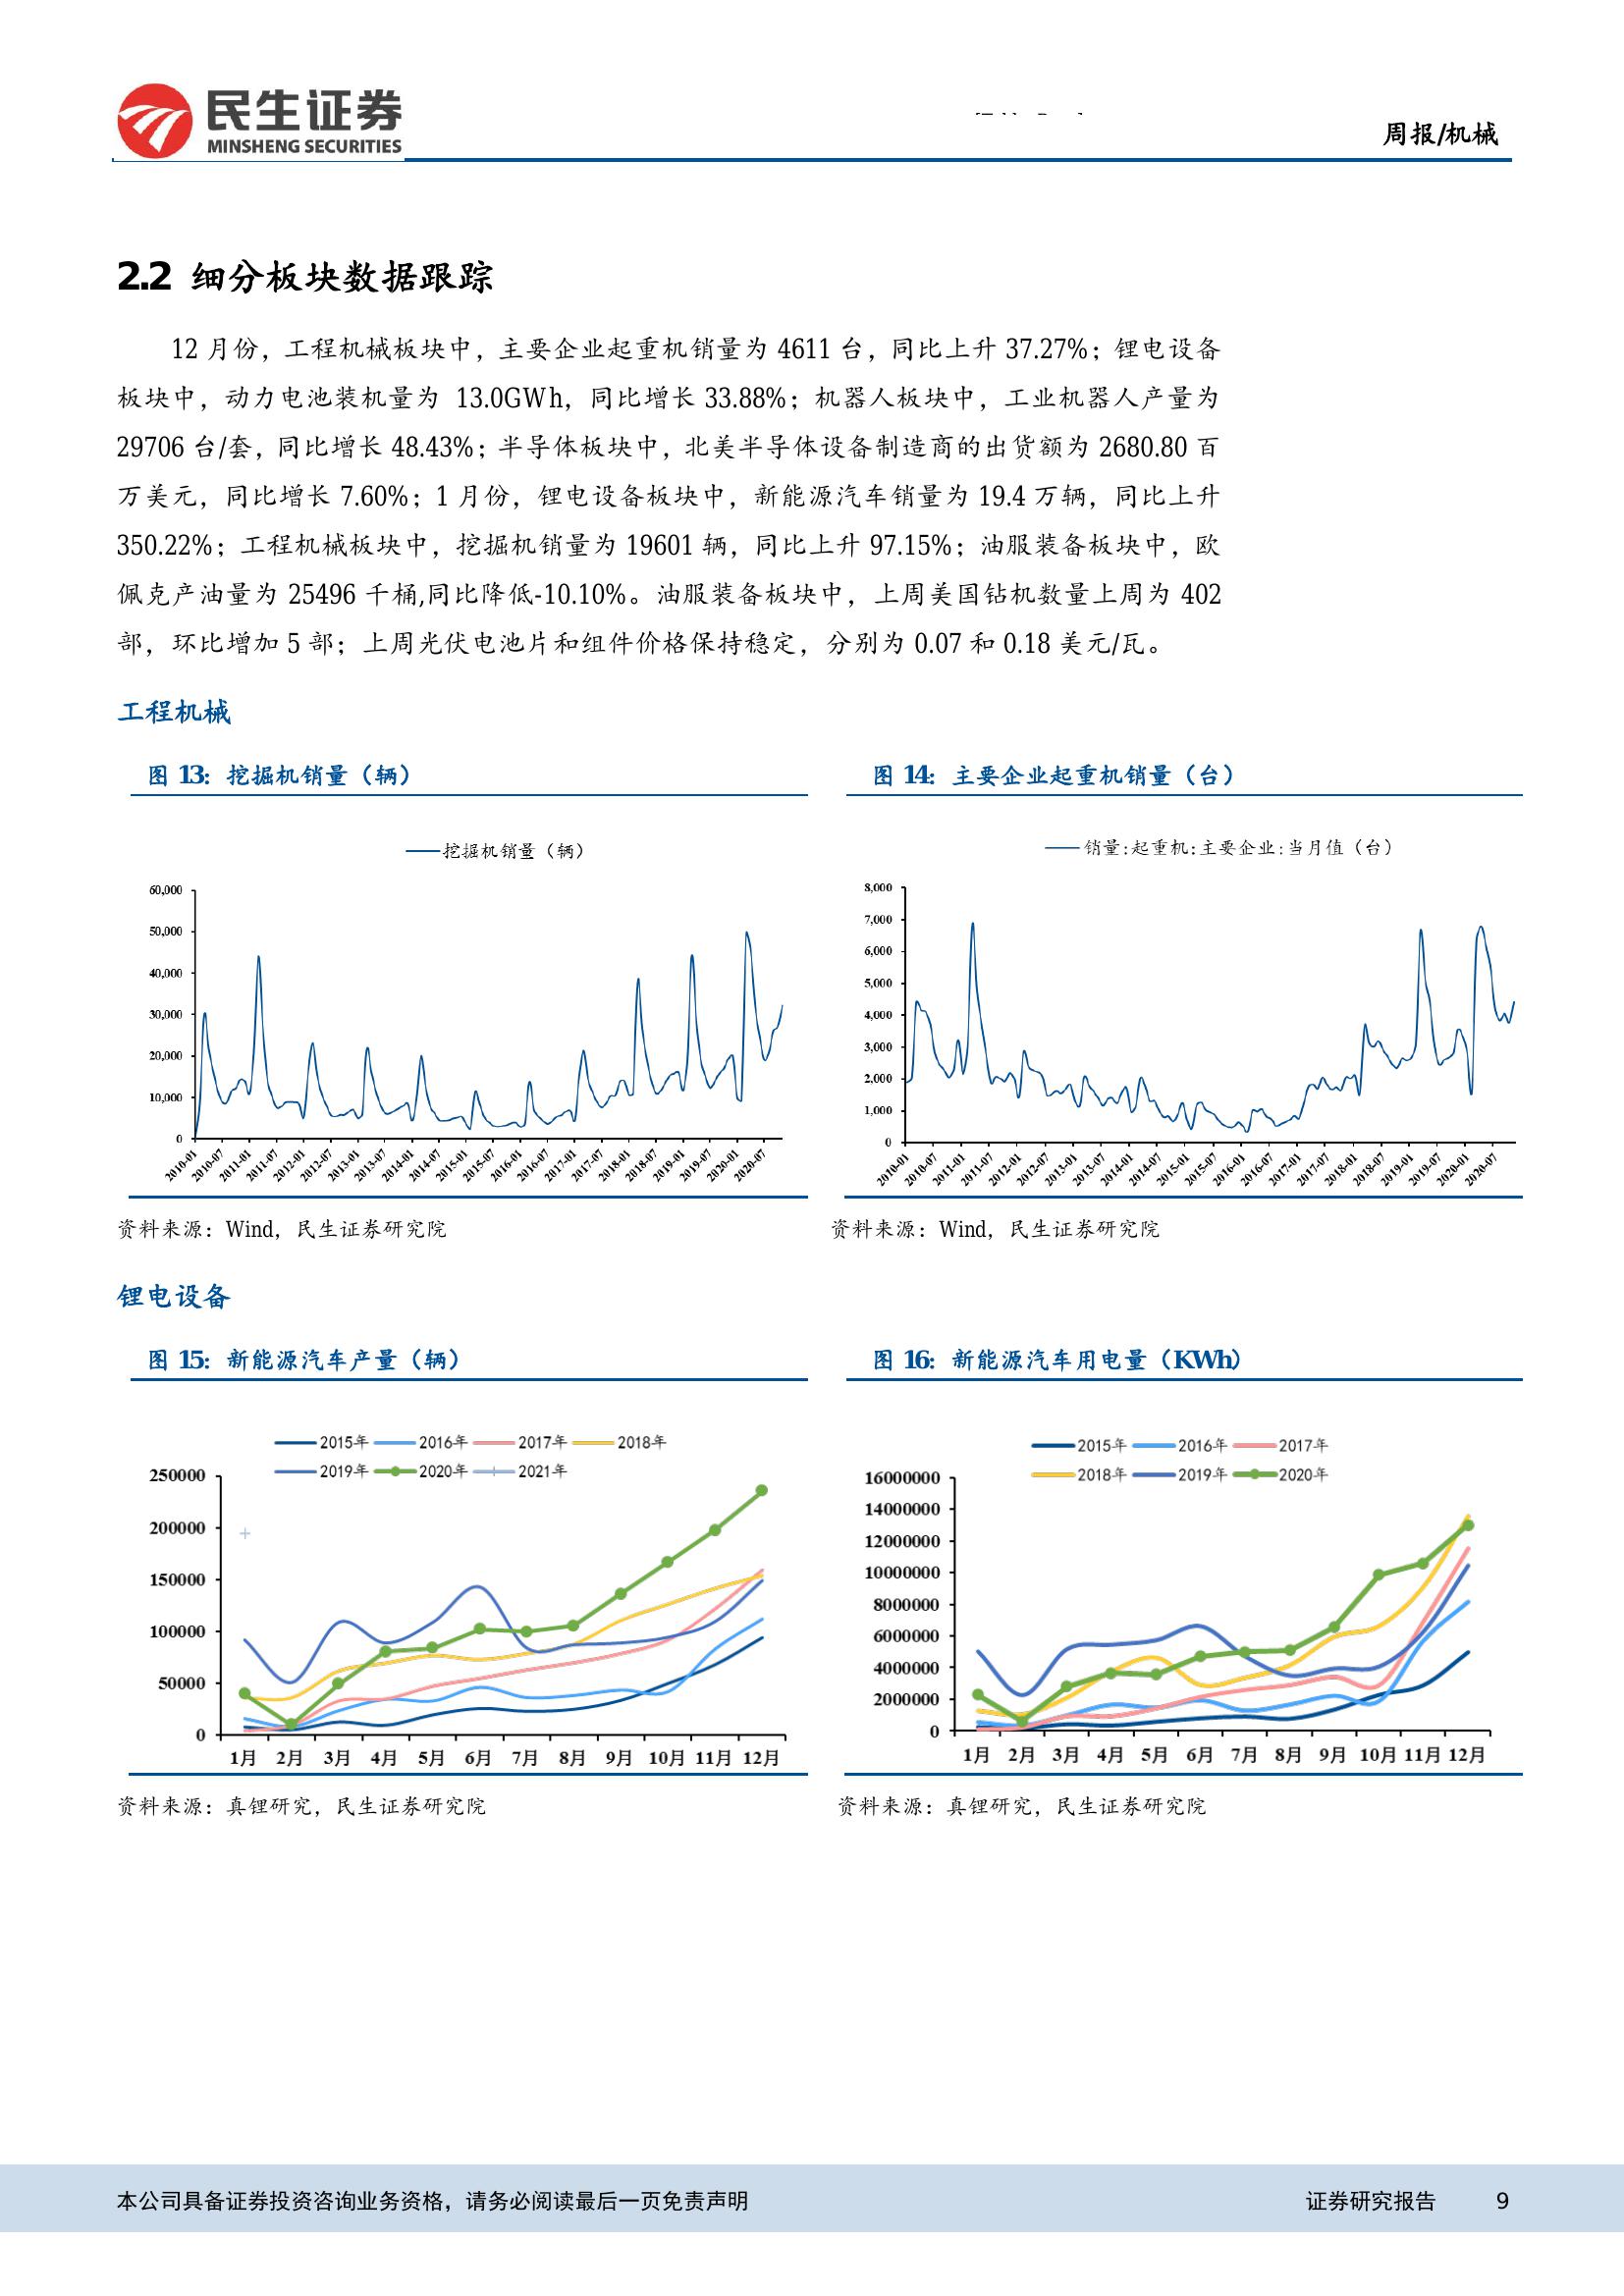 民生证券
MINSHENG SECURITIES
周报/机械
2.2 细分板块数据跟踪
12 月份，工程机械板块中，主要企业起重机销量为 4611 台，同比上升 37.27%；锂电设备
板块中，动力电池装机量为 13.0GWh，同比增长 33.88%；机器人板块中，工业机器人产量为
29706 台/套，同比增长 48.43%；半导体板块中，北美半导体设备制造商的出货额为 2680.80 百
万美元，同比增长 7.60%；1 月份，锂电设备板块中，新能源汽车销量为 19.4 万辆，同比上升
350.22%；工程机械板块中，挖掘机销量为 19601 辆，同比上升 97.15%；油服装备板块中，欧
佩克产油量为 25496 千桶,同比降低-10.10%。油服装备板块中，上周美国钻机数量上周为 402
部，环比增加 5 部；上周光伏电池片和组件价格保持稳定，分别为 0.07 和 0.18 美元/瓦。
工程机械
图 13：挖掘机销量（辆）
挖掘机销量（辆）
60,000
50,000
40,000
30,000
20,000
10,000
0
2010-01 2010-07 2011-01 2011-07 2012-01 2012-07 2013-01 2013-07 2014-01 2014-07 2015-01 2015-07 2016-01 2016-07 2017-01 2017-07 2018-01 2018-07 2019-01 2019-07 2020-01 2020-07
资料来源：Wind，民生证券研究院
图 14：主要企业起重机销量（台）
销量:起重机:主要企业:当月值（台）
8,000
7,000
6,000
5,000
4,000
3,000
2,000
1,000
0
2010-01 2010-07 2011-01 2011-07 2012-01 2012-07 2013-01 2013-07 2014-01 2014-07 2015-01 2015-07 2016-01 2016-07 2017-01 2017-07 2018-01 2018-07 2019-01 2019-07 2020-01 2020-07
资料来源：Wind，民生证券研究院
锂电设备
图 15：新能源汽车产量（辆）
2015年 2016年 2017年 2018年
2019年 2020年 2021年
250000
200000
150000
100000
50000
0
1月 2月 3月 4月 5月 6月 7月 8月 9月 10月 11月 12月
资料来源：真锂研究，民生证券研究院
图 16：新能源汽车用电量（KWh）
2015年 2016年 2017年
2018年 2019年 2020年
16000000
14000000
12000000
10000000
8000000
6000000
4000000
2000000
0
1月 2月 3月 4月 5月 6月 7月 8月 9月 10月 11月 12月
资料来源：真锂研究，民生证券研究院
本公司具备证券投资咨询业务资格，请务必阅读最后一页免责声明
证券研究报告 9